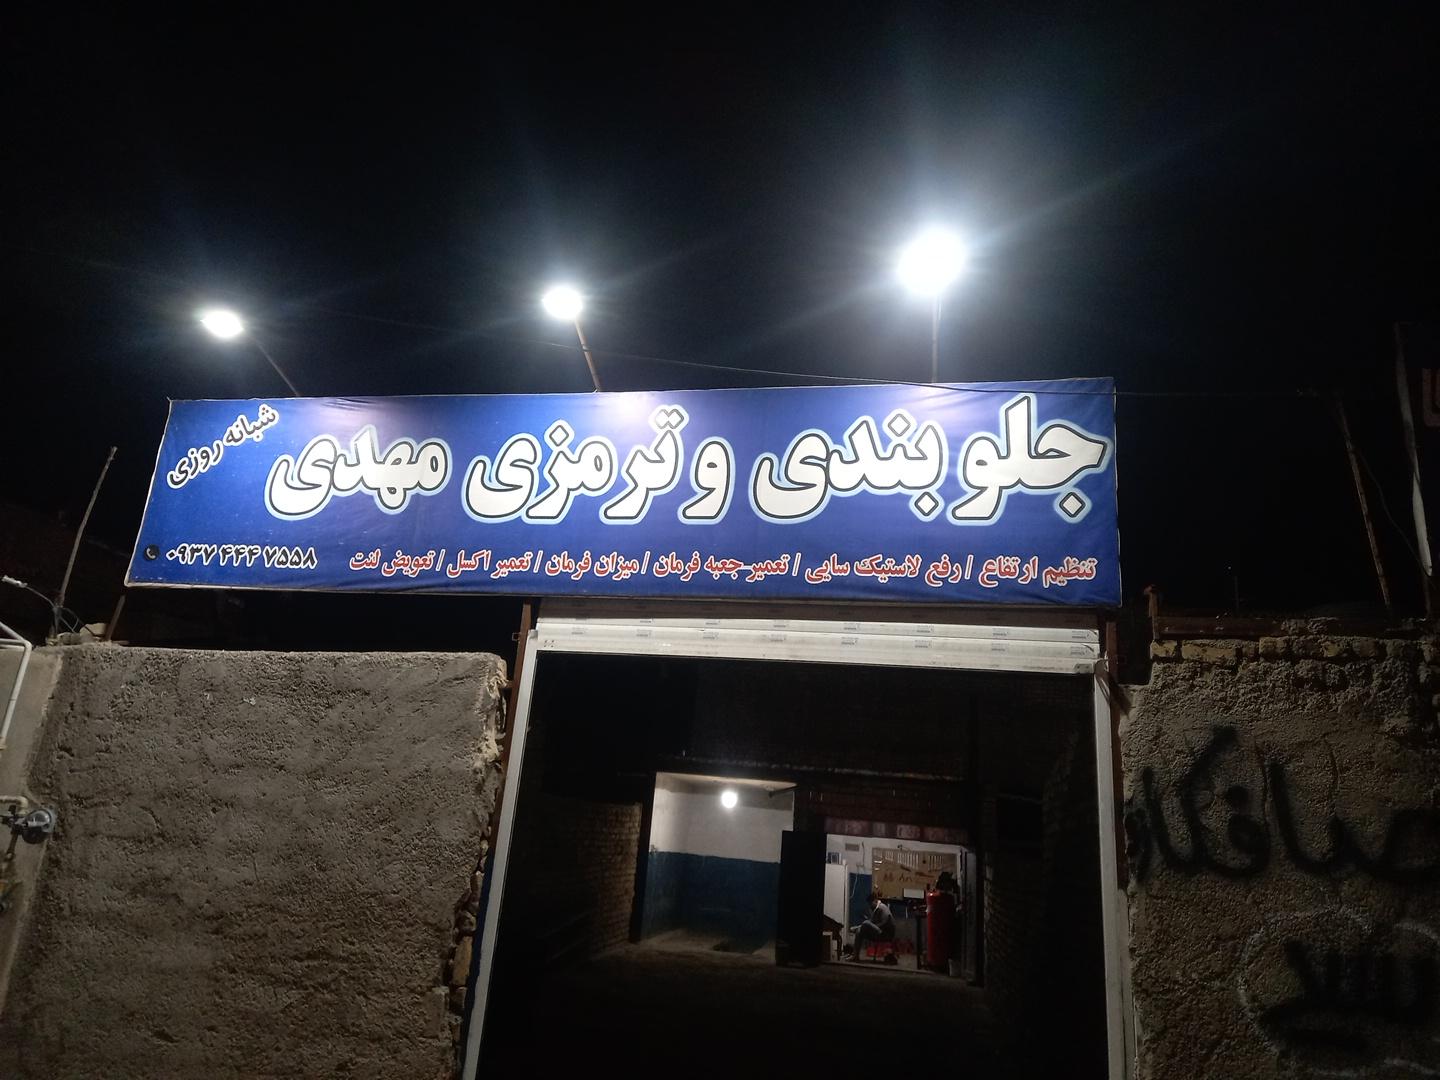 جلوبندی و ترمزی مهدی
شبانه روزی
تنظیم ارتفاع / رفع لاستیک سایی / تعمیر جعبه فرمان / میزان فرمان / تعمیر اکسل / تعویض لنت
۰۹۳۷ ۴۴۴ ۷۵۵۸
صافکار